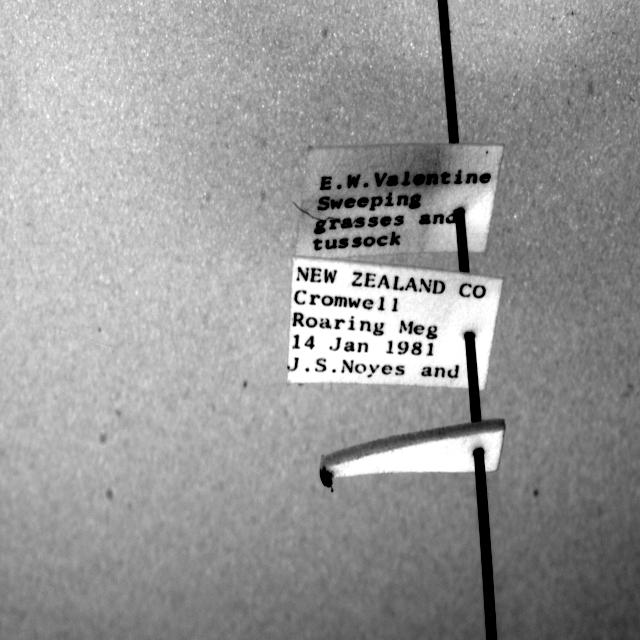 E.W.Valentine
Sweeping
grasses and
tussock
NEW ZEALAND CO
Cromwell
Roaring Meg
14 Jan 1981
J.S.Noyes and